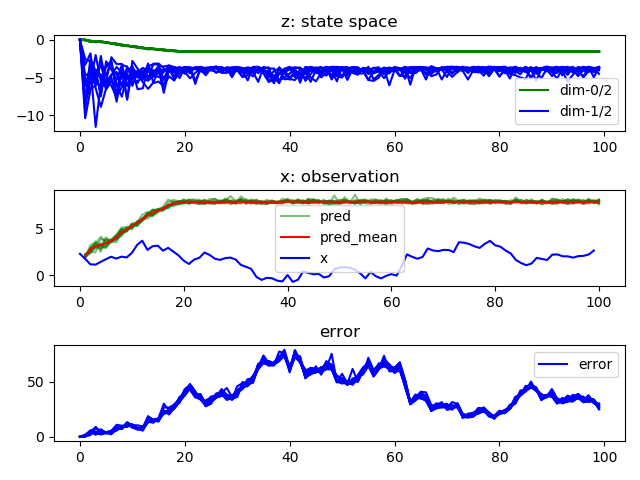 z: state space
0
−5
−10
dim-0/2
dim-1/2
0 20 40 60 80 100
x: observation
5
0
pred
pred_mean
x
0 20 40 60 80 100
error
50
0
error
0 20 40 60 80 100